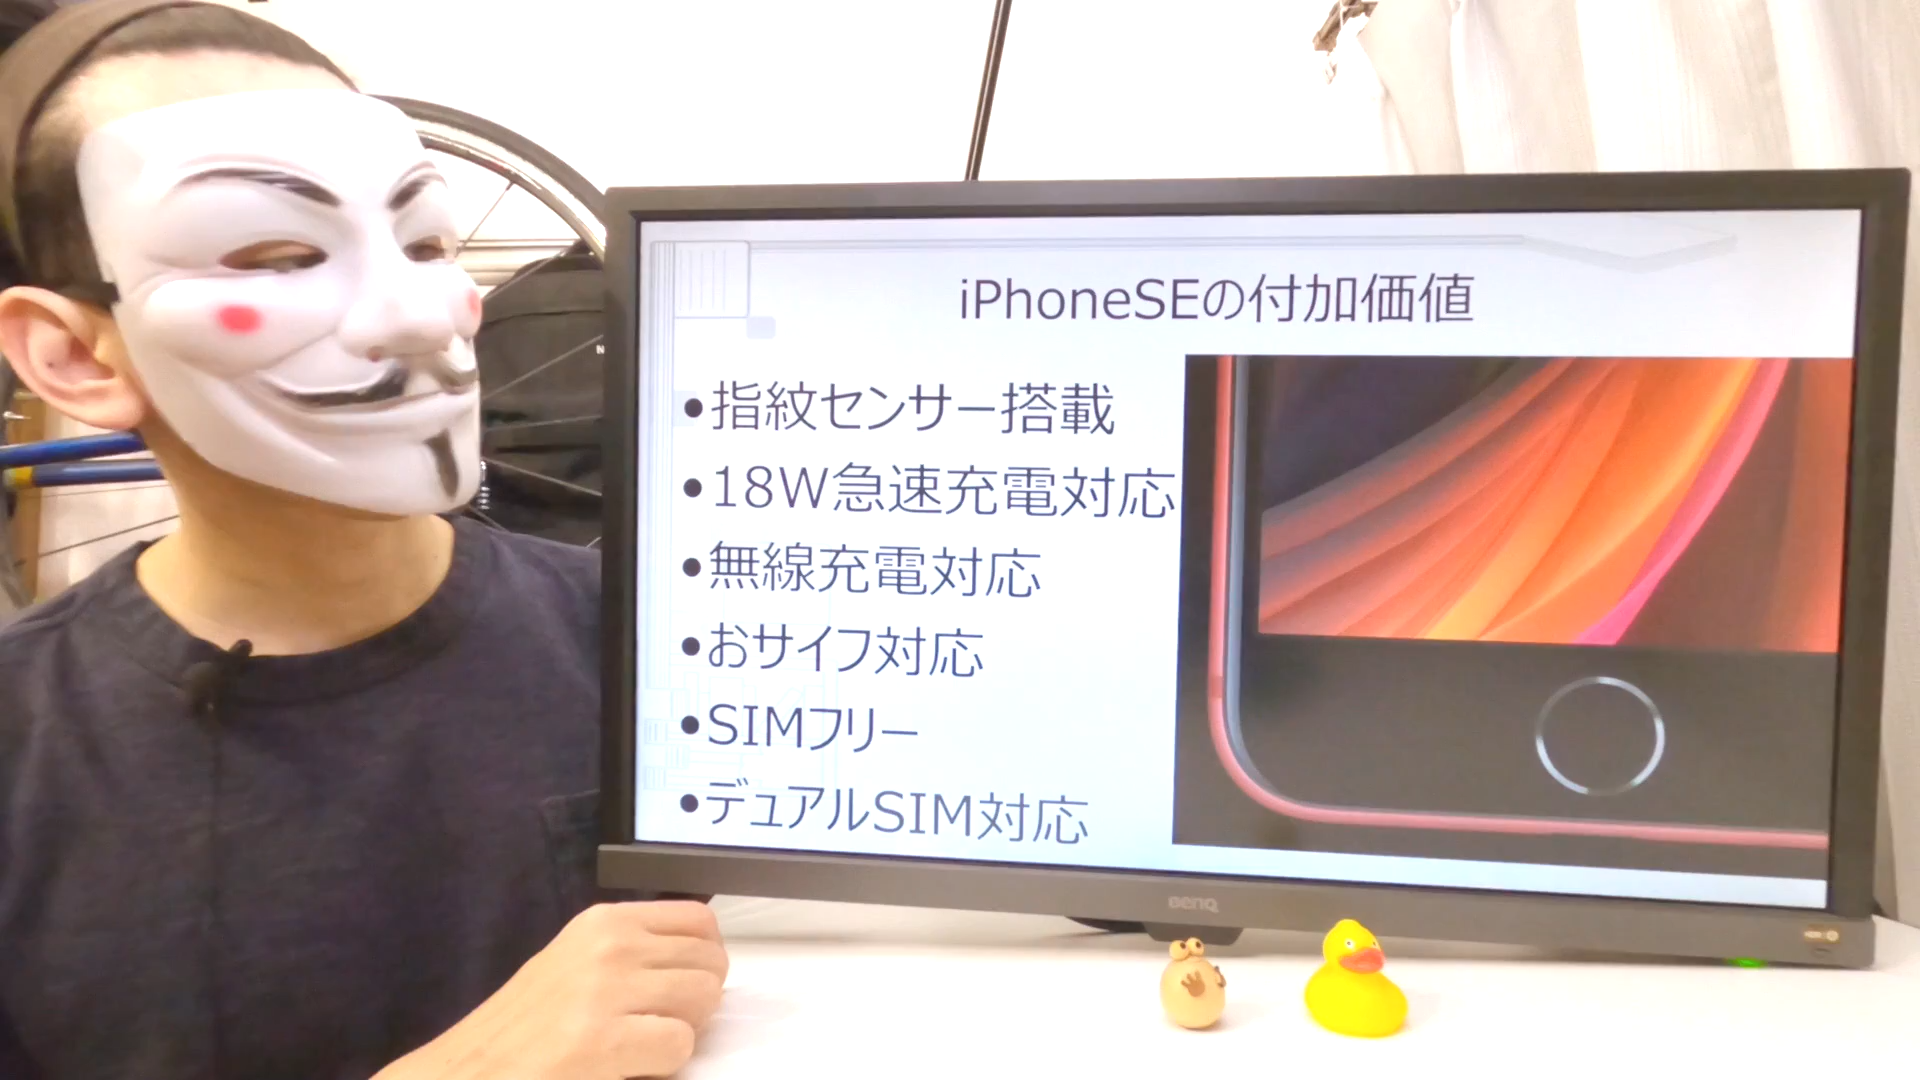 iPhoneSEの付加価値
•指紋センサー搭載
•18W急速充電対応
•無線充電対応
•おサイフ対応
•SIMフリー
•デュアルSIM対応
BenQ